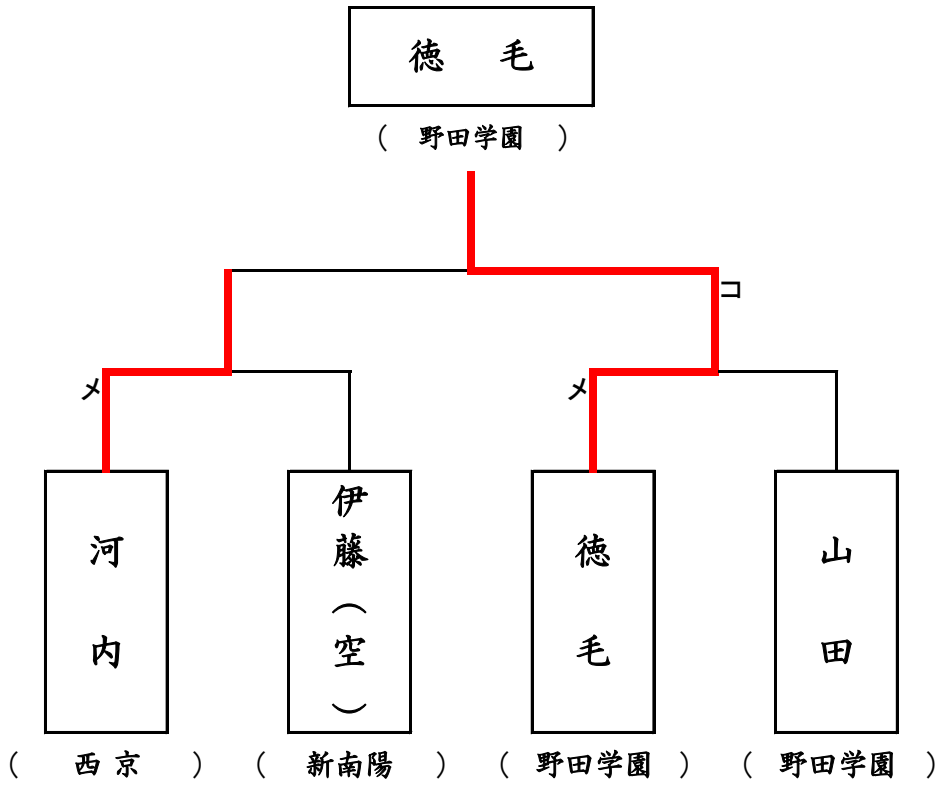 徳 毛
（ 野田学園 ）
コ
メ
メ
河内
伊藤（空）
徳毛
山田
（ 西京 ）
（ 新南陽 ）
（ 野田学園 ）
（ 野田学園 ）